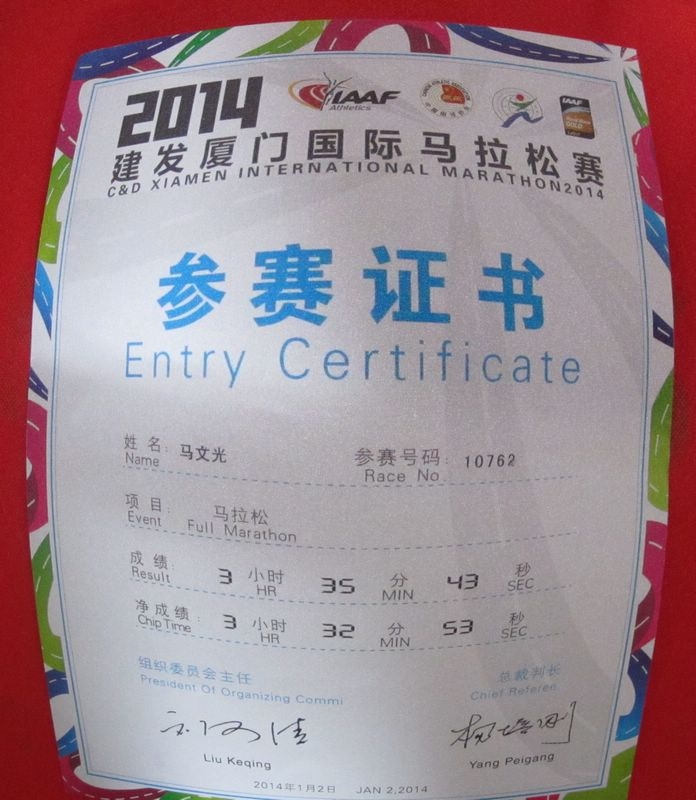 2014
IAAF
Athletics
IAAF
建发厦门国际马拉松赛
C&D XIAMEN INTERNATIONAL MARATHON2014
参赛证书
Entry Certificate
姓名: 马文光 参赛号码: 10762
Name Race No
项目: 马拉松
Event Full Marathon
成绩: 3 小时 35 分 43 秒
Result HR MIN SEC
净成绩: 3 小时 32 分 53 秒
Chip Time HR MIN SEC
组织委员会主任 总裁判长
President Of Organizing Commi Chief Referee
Liu Keqing Yang Peigang
2014年1月2日 JAN 2,2014